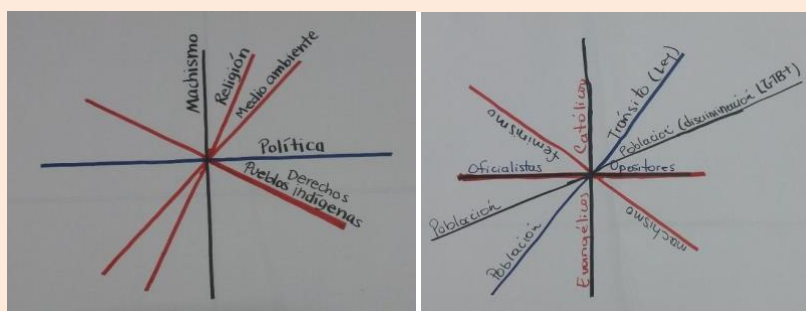 Machismo
Religión
Medio ambiente
Política
Derechos
Pueblos indígenas
Católicos
Tránsito (Ley)
Población (discriminación LGTB+)
feminismo
Oficialistas
Opositores
Población
Población
Evangélicos
machismo